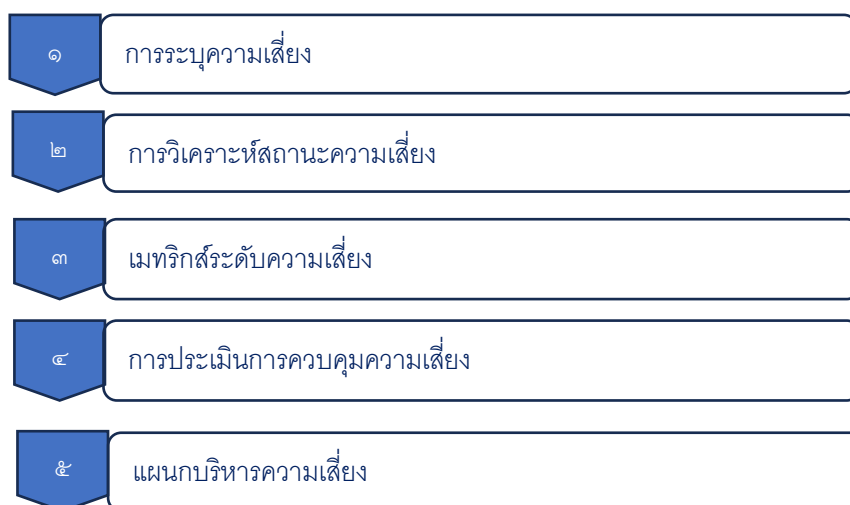 ๑ การระบุความเสี่ยง
๒ การวิเคราะห์สถานะความเสี่ยง
๓ เมทริกส์ระดับความเสี่ยง
๔ การประเมินการควบคุมความเสี่ยง
๕ แผนกบริหารความเสี่ยง